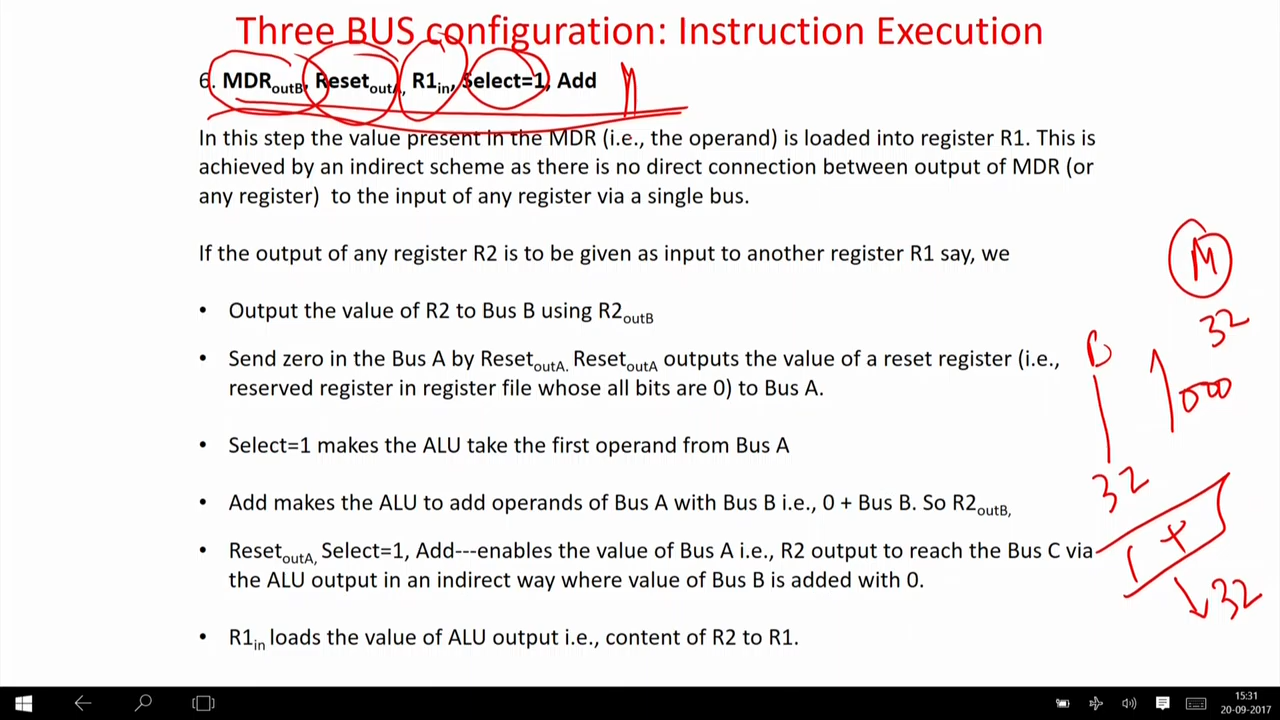 Three BUS configuration: Instruction Execution
6. MDRoutB, ResetoutA, R1in, Select=1, Add
In this step the value present in the MDR (i.e., the operand) is loaded into register R1. This is
achieved by an indirect scheme as there is no direct connection between output of MDR (or
any register) to the input of any register via a single bus.
If the output of any register R2 is to be given as input to another register R1 say, we
• Output the value of R2 to Bus B using R2outB
• Send zero in the Bus A by ResetoutA. ResetoutA outputs the value of a reset register (i.e.,
reserved register in register file whose all bits are 0) to Bus A.
• Select=1 makes the ALU take the first operand from Bus A
• Add makes the ALU to add operands of Bus A with Bus B i.e., 0 + Bus B. So R2outB,
• ResetoutA, Select=1, Add---enables the value of Bus A i.e., R2 output to reach the Bus C via
the ALU output in an indirect way where value of Bus B is added with 0.
• R1in loads the value of ALU output i.e., content of R2 to R1.
M
32
B
000
32
+
32
15:31
20-09-2017